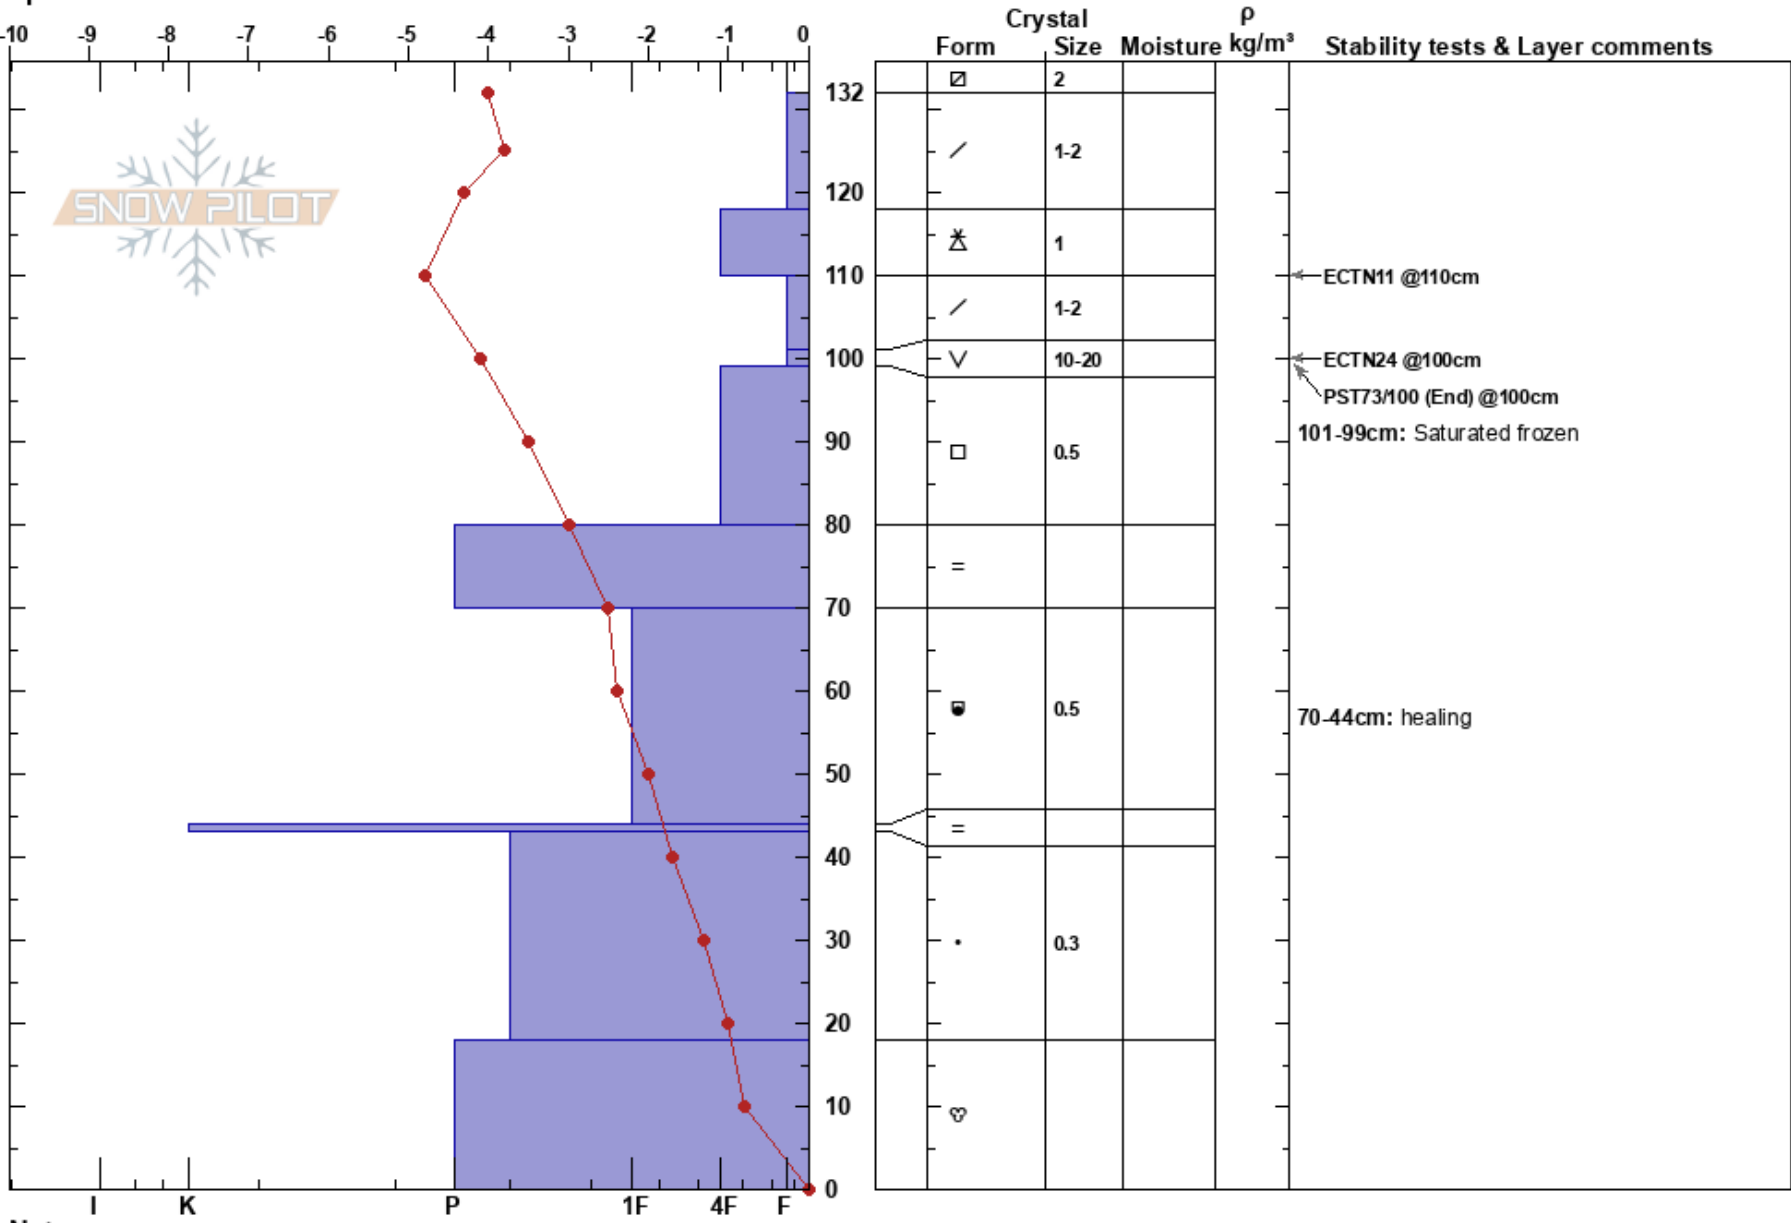 -10 -9 -8 -7 -6 -5 -4 -3 -2 -1 0
Crystal ρ
Form Size Moisture kg/m³ Stability tests & Layer comments
SNOW PILOT
132
120
110
100
90
80
70
60
50
40
30
20
10
0
2
1-2
1
1-2
10-20
0.5
0.5
0.3
ECTN11 @110cm
ECTN24 @100cm
PST73/100 (End) @100cm
101-99cm: Saturated frozen
70-44cm: healing
I K P 1F 4F F